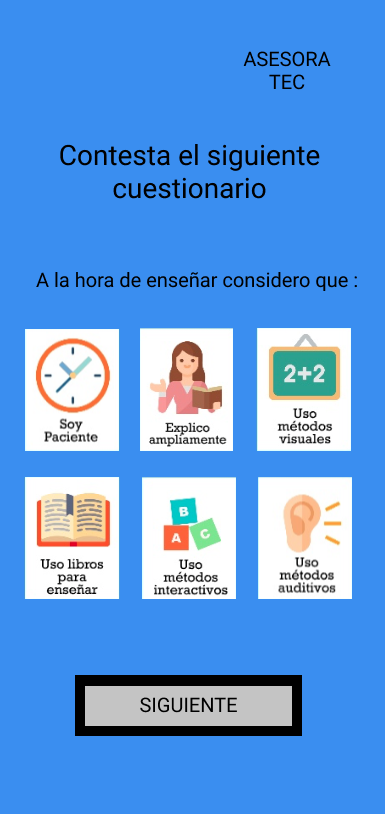 ASESORA
TEC
Contesta el siguiente
cuestionario
A la hora de enseñar considero que :
Soy
Paciente
Explico
ampliamente
2+2
Uso
métodos
visuales
Uso libros
para
enseñar
B
A C
Uso
métodos
interactivos
Uso
métodos
auditivos
SIGUIENTE